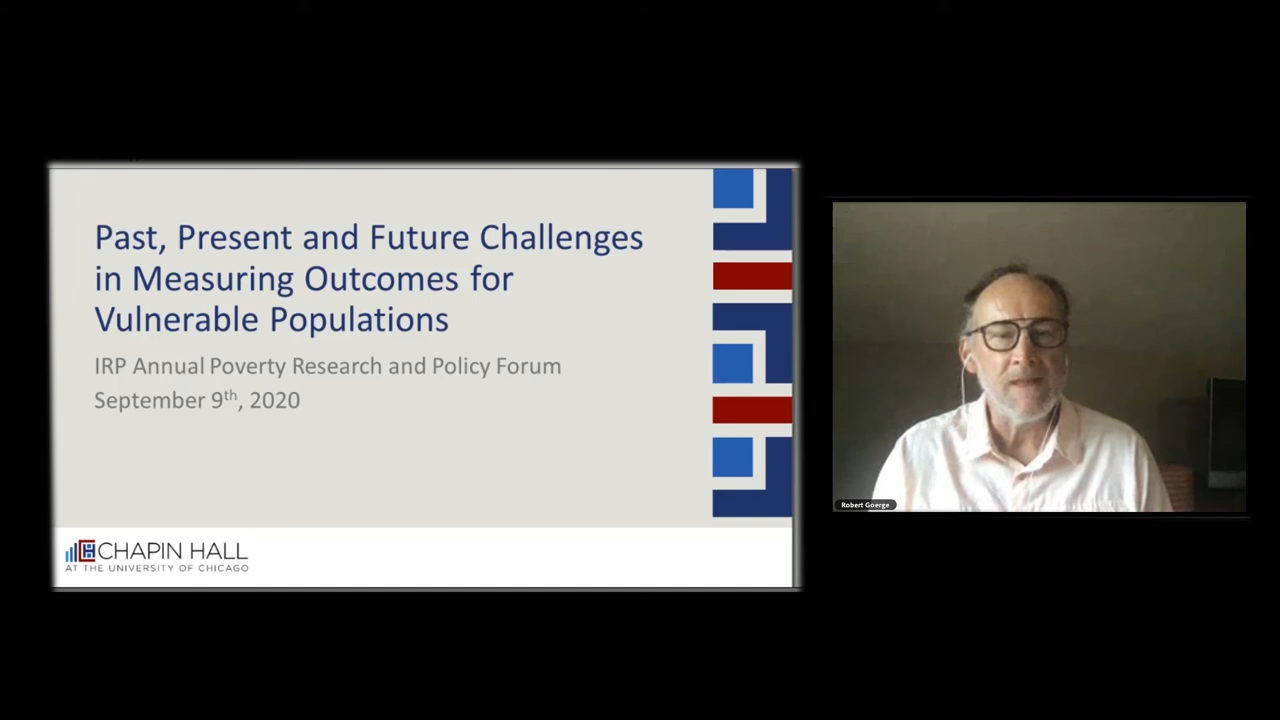 Past, Present and Future Challenges
in Measuring Outcomes for
Vulnerable Populations
IRP Annual Poverty Research and Policy Forum
September 9th, 2020
CHAPIN HALL
AT THE UNIVERSITY OF CHICAGO
Robert Goerge